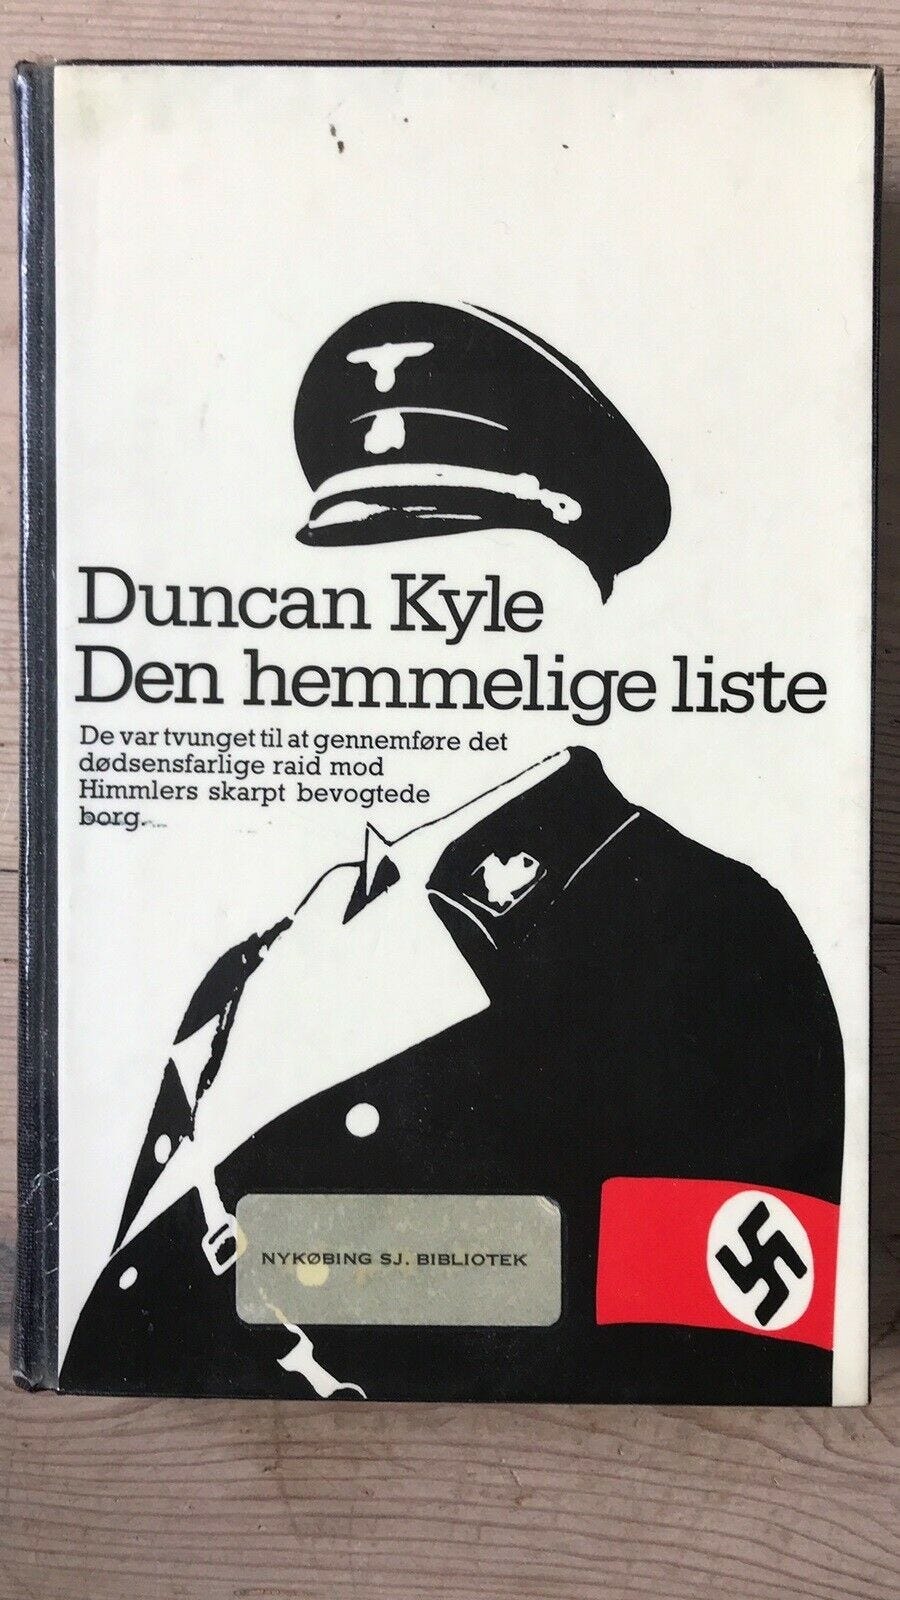 Duncan Kyle
Den hemmelige liste
De var tvunget til at gennemføre det
dødsensfarlige raid mod
Himmlers skarpt bevogtede
borg.
NYKØBING SJ. BIBLIOTEK